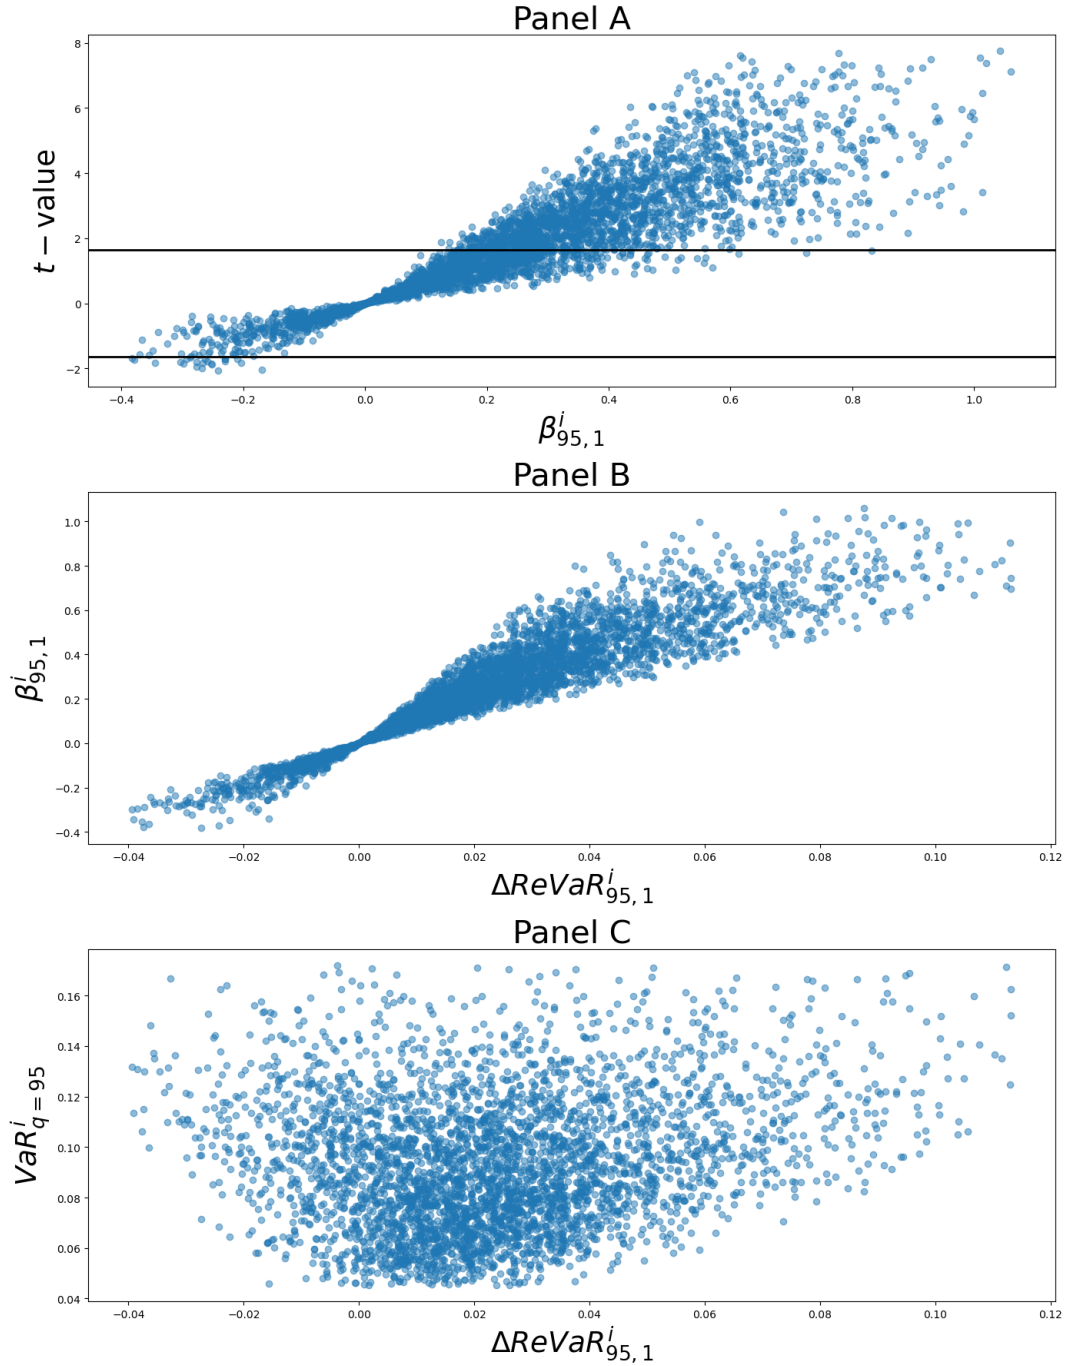 Panel A
8
6
4
2
0
−2
t − value
−0.4 −0.2 0.0 0.2 0.4 0.6 0.8 1.0
β^i_{95, 1}
Panel B
1.0
0.8
0.6
0.4
0.2
0.0
−0.2
−0.4
β^i_{95, 1}
−0.04 −0.02 0.00 0.02 0.04 0.06 0.08 0.10 0.12
ΔReVaR^i_{95, 1}
Panel C
0.16
0.14
0.12
0.10
0.08
0.06
0.04
VaR^i_{q = 95}
−0.04 −0.02 0.00 0.02 0.04 0.06 0.08 0.10 0.12
ΔReVaR^i_{95, 1}